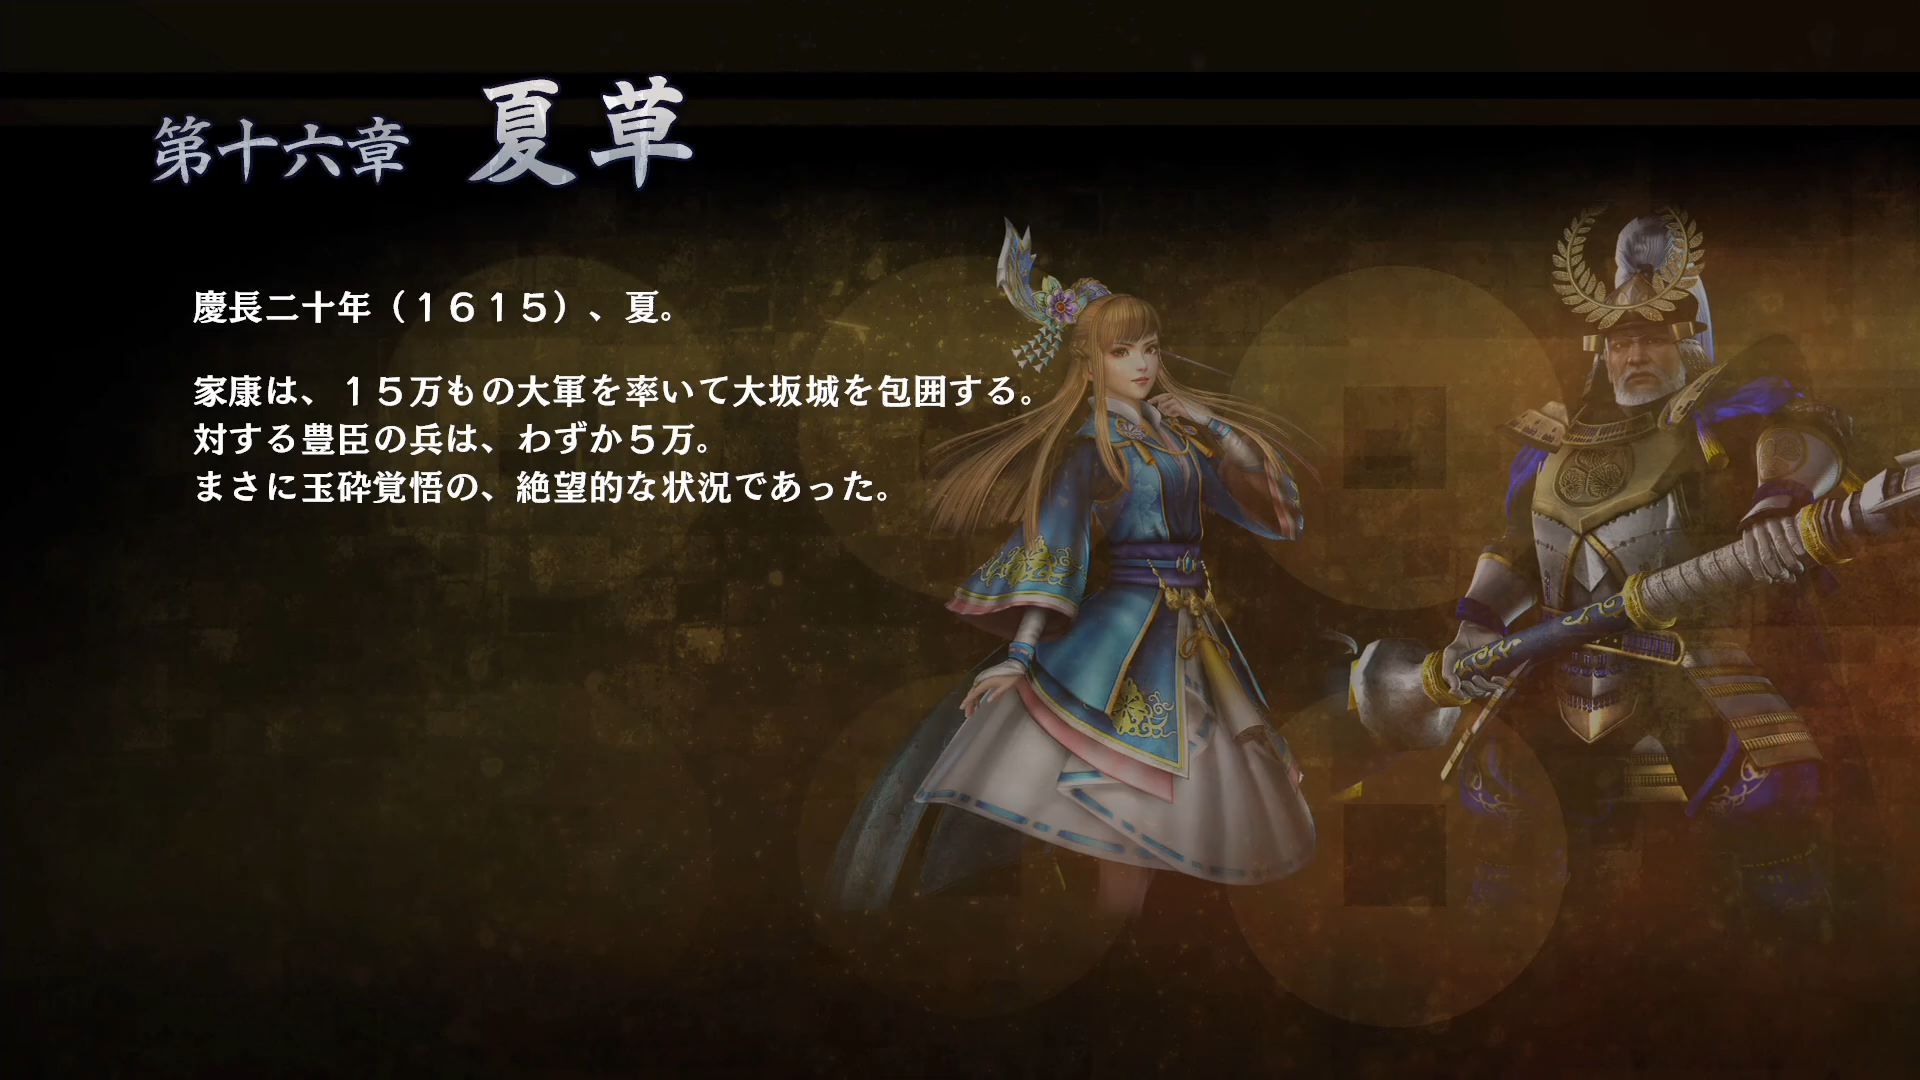 第十六章 夏草
慶長二十年（１６１５）、夏。
家康は、１５万もの大軍を率いて大坂城を包囲する。
対する豊臣の兵は、わずか５万。
まさに玉砕覚悟の、絶望的な状況であった。